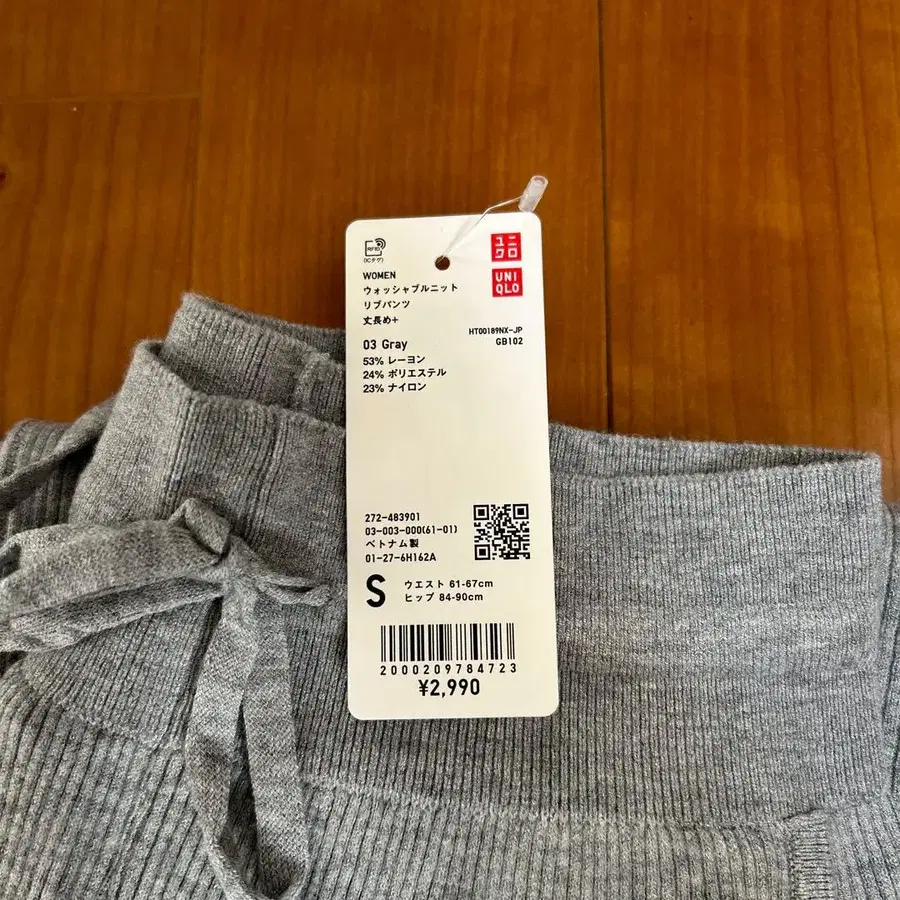 RFID
(ICタグ)
ユニ
クロ
UNI
QLO
WOMEN
ウォッシャブルニット
リブパンツ
丈長め+
HT00189NX-JP
GB102
03 Gray
53% レーヨン
24% ポリエステル
23% ナイロン
272-483901
03-003-000(61-01)
ベトナム製
01-27-6H162A
S
ウエスト 61-67cm
ヒップ 84-90cm
2000209784723
¥2,990